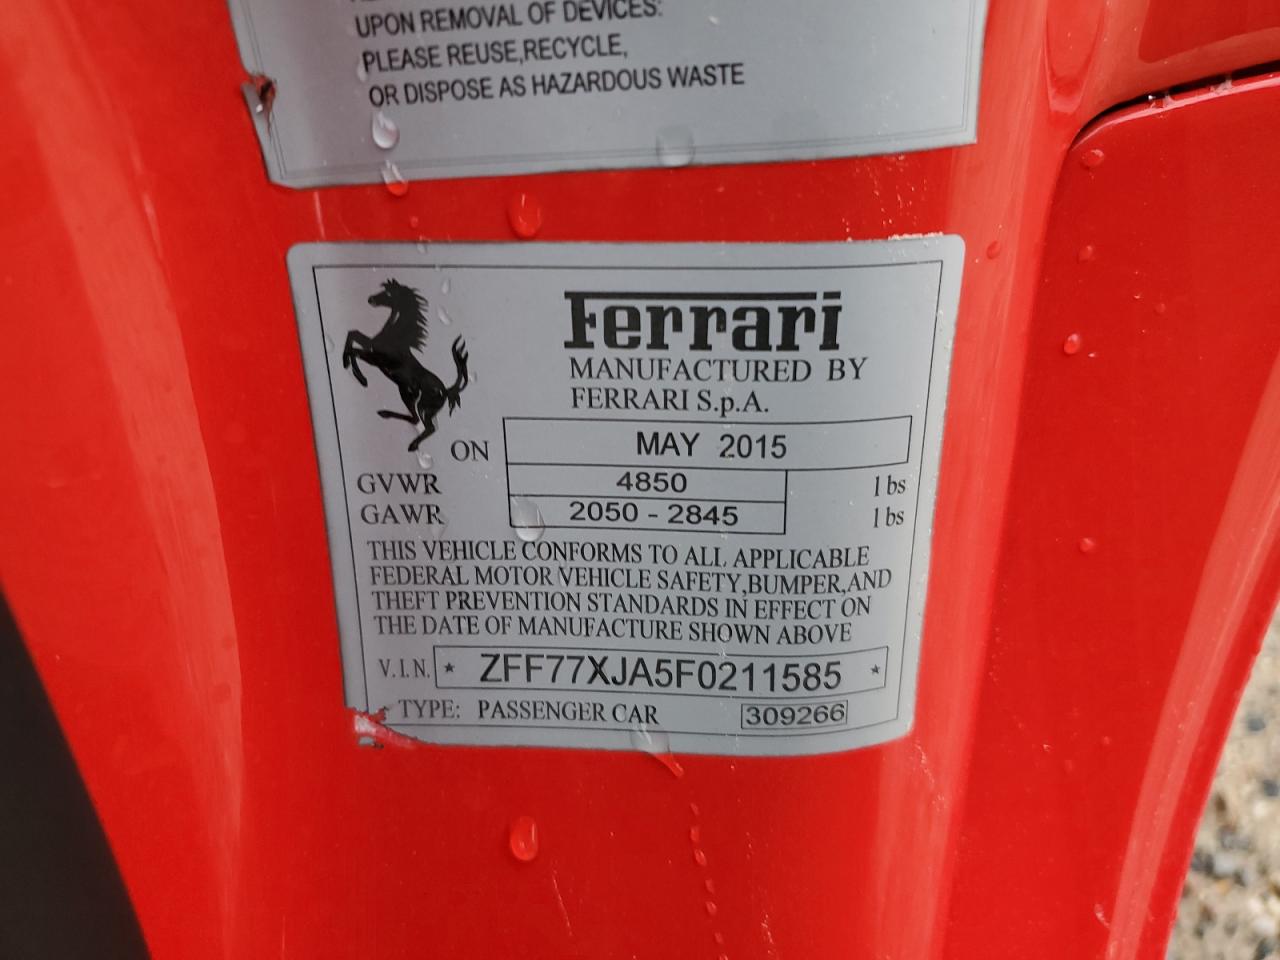 UPON REMOVAL OF DEVICES:
PLEASE REUSE,RECYCLE,
OR DISPOSE AS HAZARDOUS WASTE
Ferrari
MANUFACTURED BY
FERRARI S.p.A.
ON MAY 2015
GVWR 4850 lbs
GAWR 2050 - 2845 lbs
THIS VEHICLE CONFORMS TO ALL APPLICABLE
FEDERAL MOTOR VEHICLE SAFETY,BUMPER,AND
THEFT PREVENTION STANDARDS IN EFFECT ON
THE DATE OF MANUFACTURE SHOWN ABOVE
V.I.N. * ZFF77XJA5F0211585 *
TYPE: PASSENGER CAR 309266